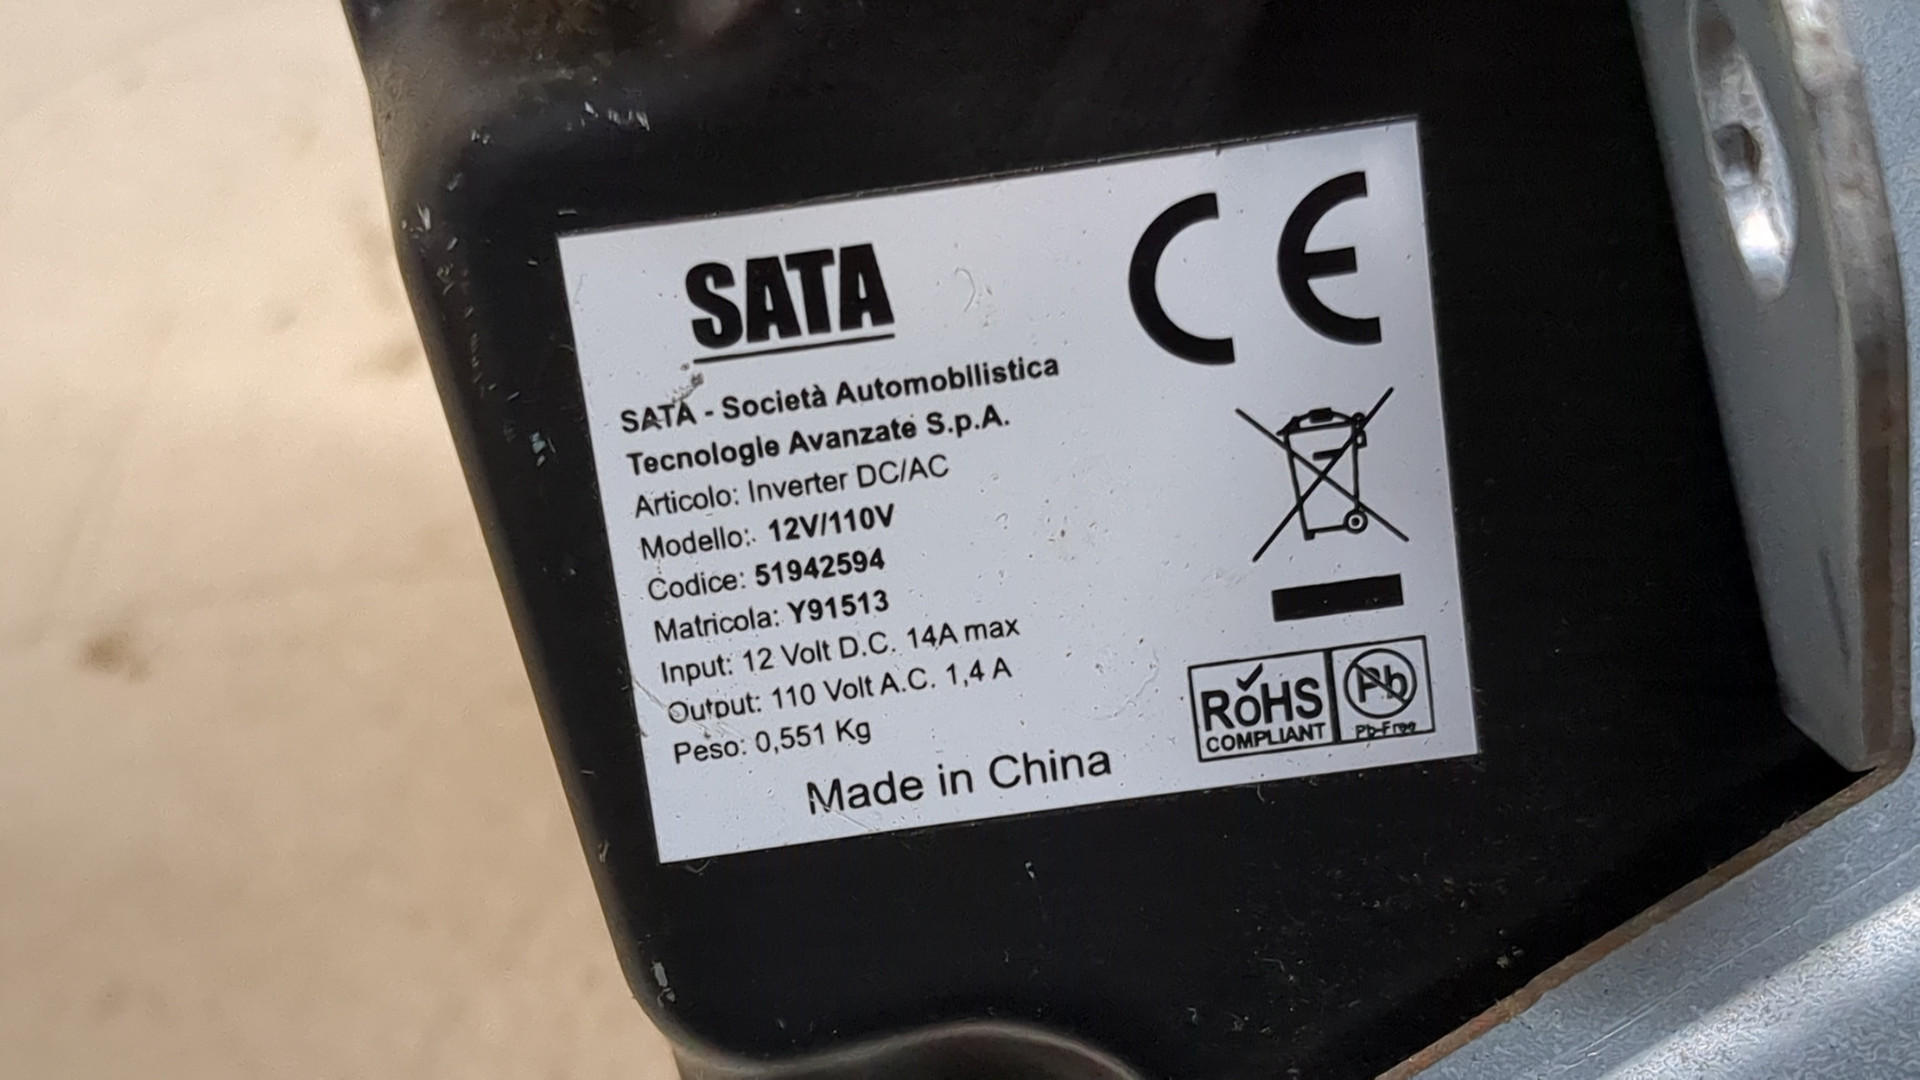 SATA
CE
SATA - Società Automobilistica
Tecnologie Avanzate S.p.A.
Articolo: Inverter DC/AC
Modello: 12V/110V
Codice: 51942594
Matricola: Y91513
Input: 12 Volt D.C. 14A max
Output: 110 Volt A.C. 1,4 A
Peso: 0,551 Kg
Made in China
RoHS
COMPLIANT
Pb
Pb-Free